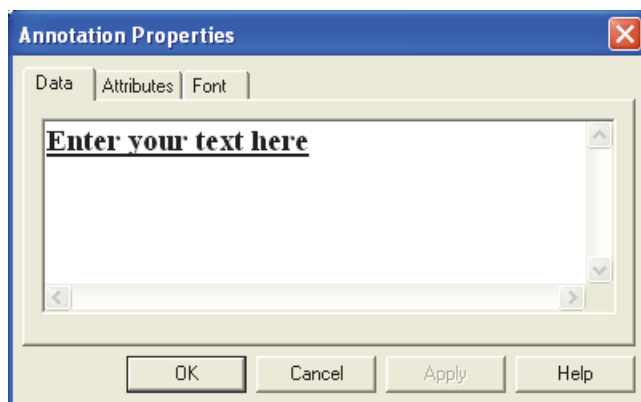 Annotation Properties
Data Attributes Font
Enter your text here
OK Cancel Apply Help